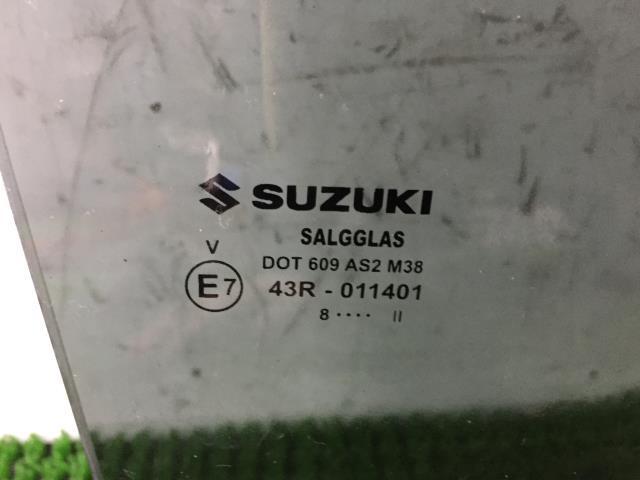 SUZUKI
SALGGLAS
V
DOT 609 AS2 M38
E7
43R - 011401
8 •••• II